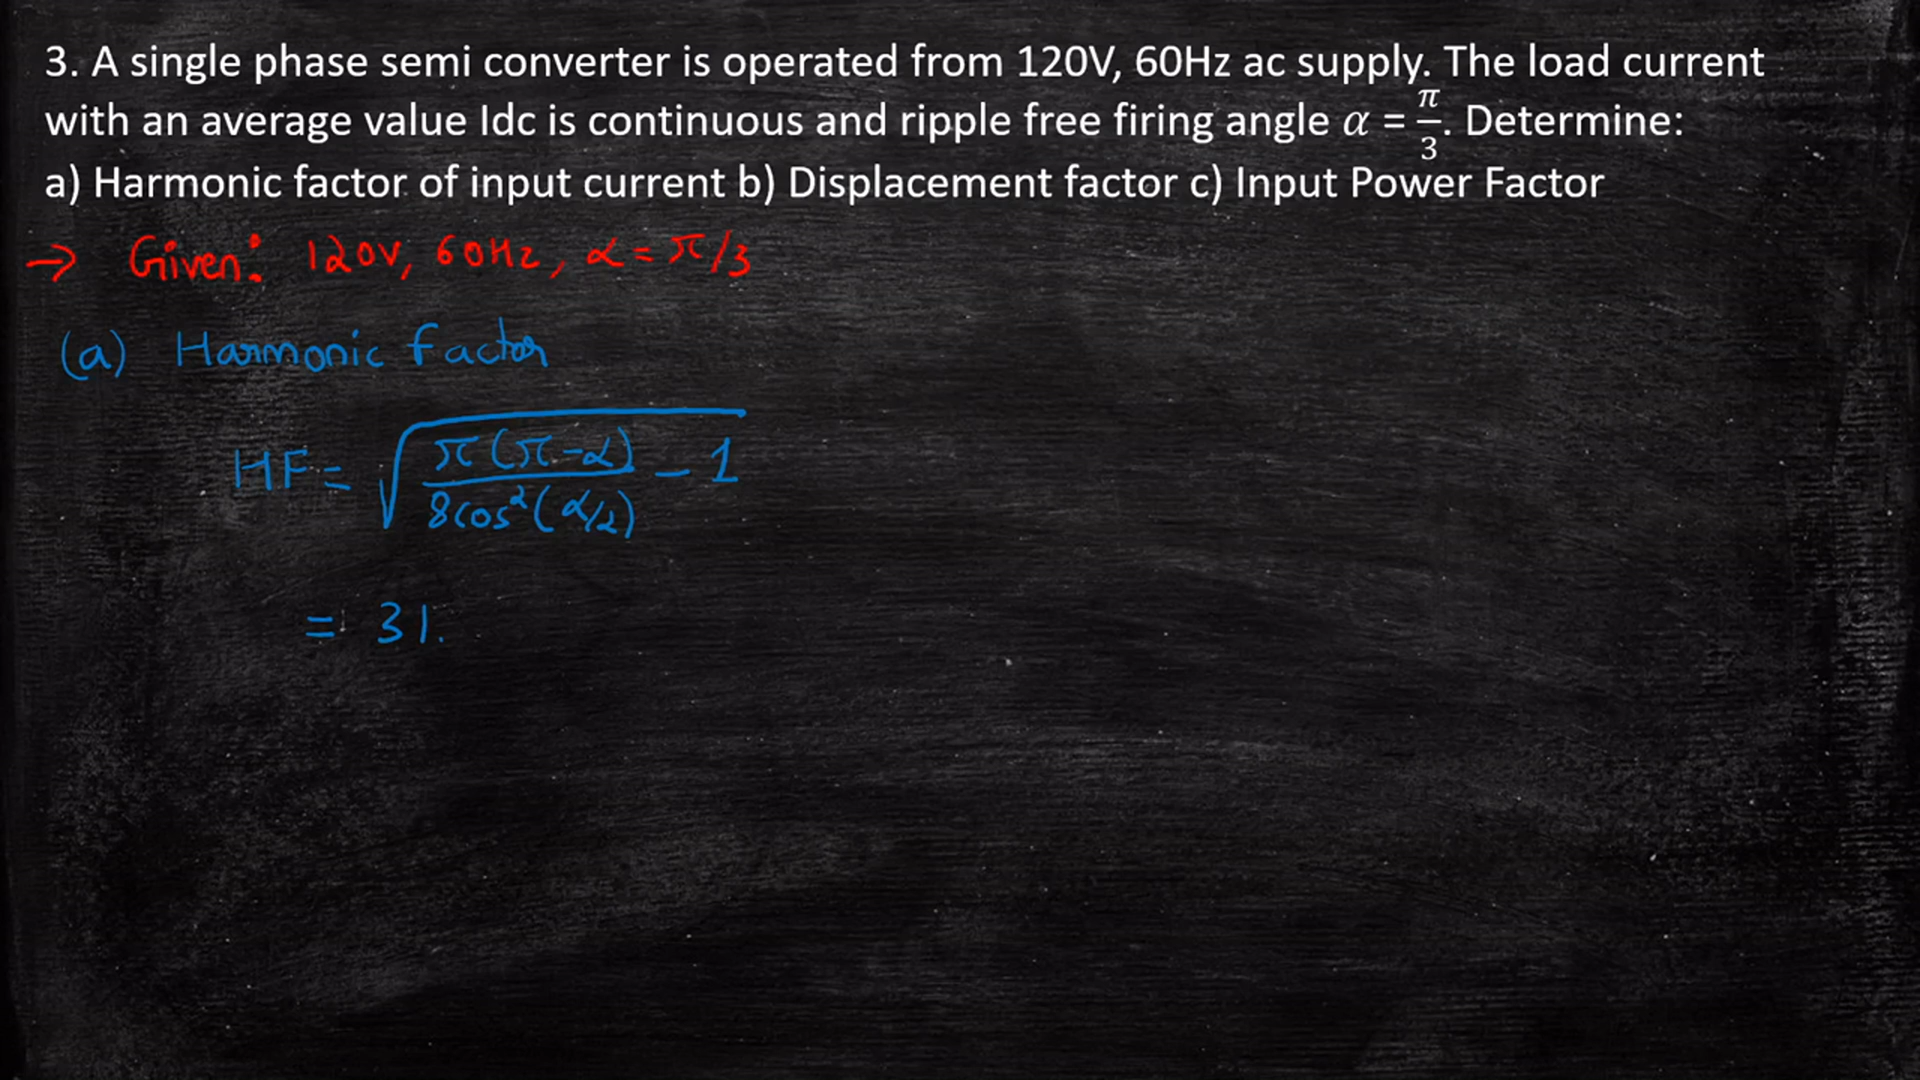 3. A single phase semi converter is operated from 120V, 60Hz ac supply. The load current
with an average value Idc is continuous and ripple free firing angle α = π/3. Determine:
a) Harmonic factor of input current b) Displacement factor c) Input Power Factor
→ Given: 120V, 60Hz, α = π/3
(a) Harmonic factor
HF = √(π(π-α)/8cos²(α/2) - 1)
= 31.